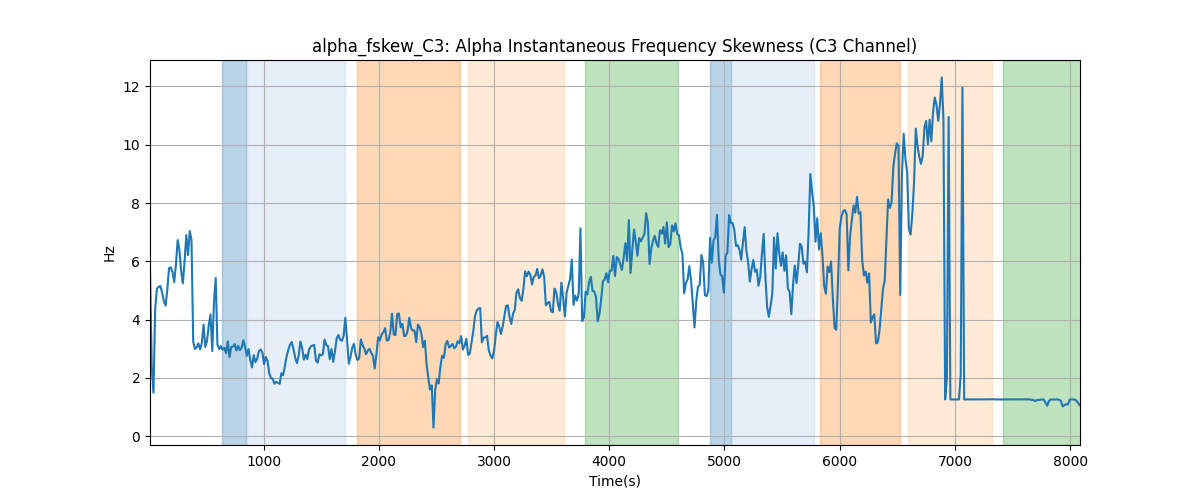 alpha_fskew_C3: Alpha Instantaneous Frequency Skewness (C3 Channel)
12
10
8
6
4
2
0
Hz
1000 2000 3000 4000 5000 6000 7000 8000
Time(s)